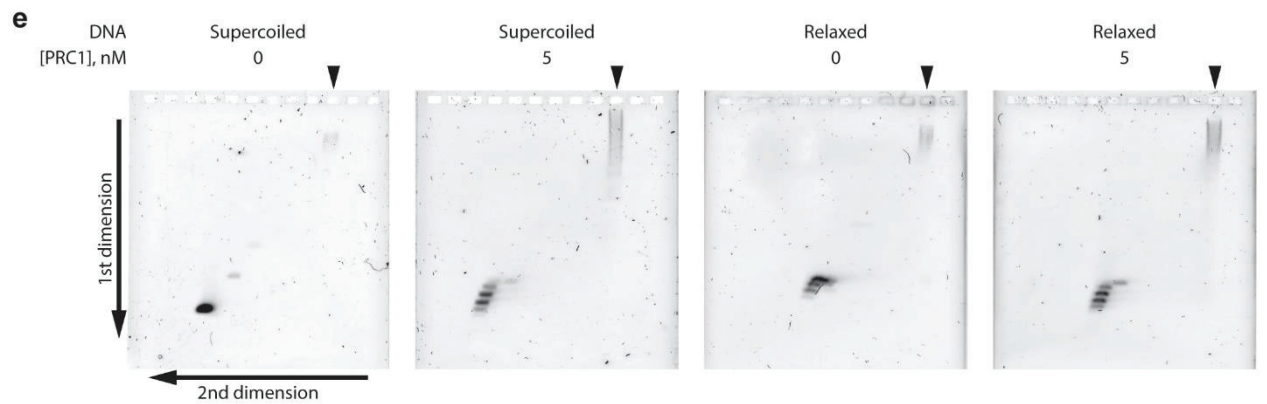 e
DNA Supercoiled Supercoiled Relaxed Relaxed
[PRC1], nM 0 5 0 5
1st dimension
2nd dimension